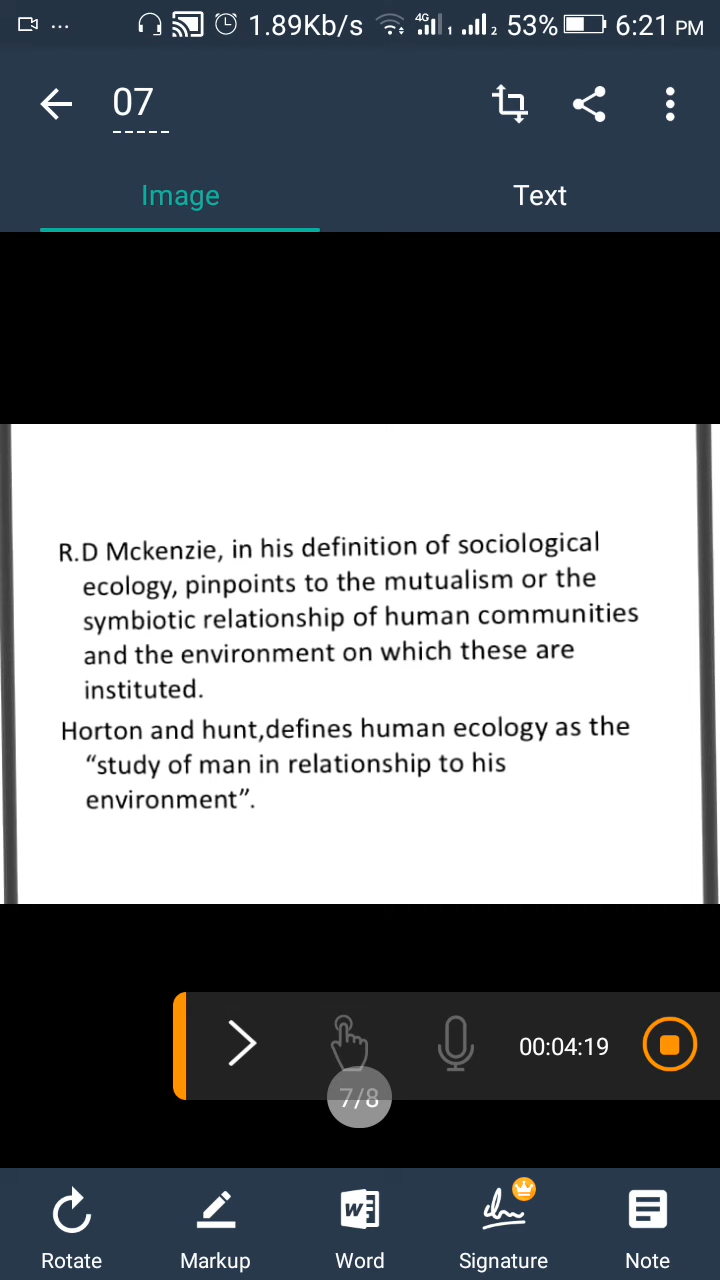 ... 1.89Kb/s 4G 1 2 53% 6:21 PM
07
Image Text
R.D Mckenzie, in his definition of sociological
ecology, pinpoints to the mutualism or the
symbiotic relationship of human communities
and the environment on which these are
instituted.
Horton and hunt,defines human ecology as the
“study of man in relationship to his
environment”.
00:04:19
7/8
W
Rotate Markup Word Signature Note